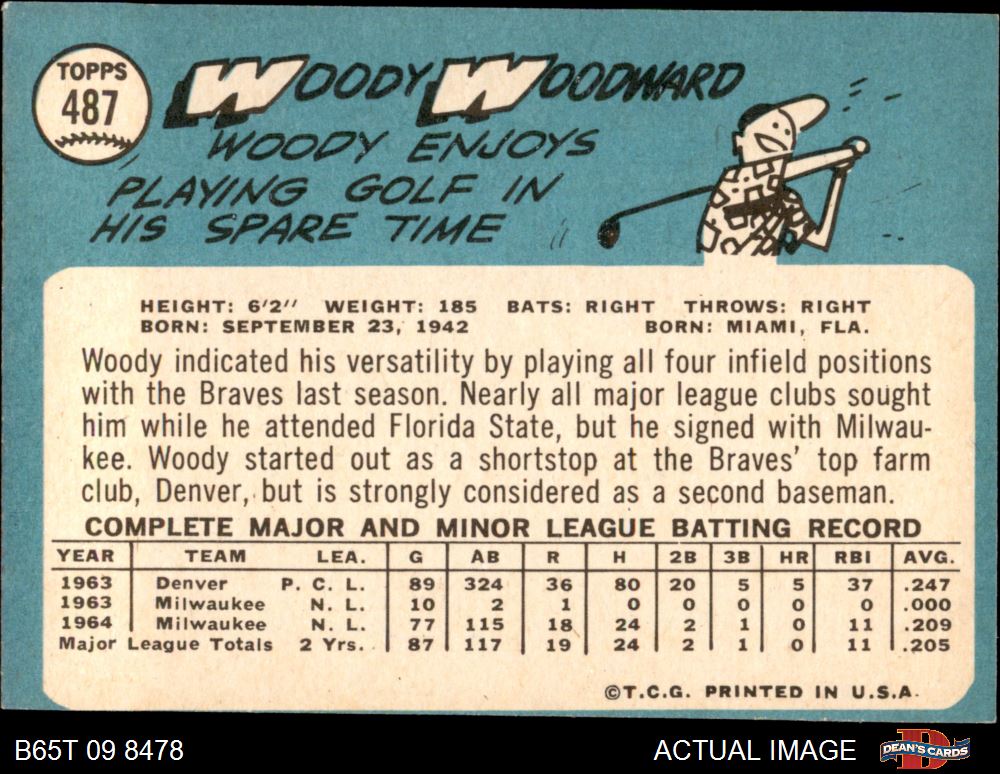 TOPPS
487
WOODY WOODWARD
WOODY ENJOYS
PLAYING GOLF IN
HIS SPARE TIME
HEIGHT: 6'2" WEIGHT: 185 BATS: RIGHT THROWS: RIGHT
BORN: SEPTEMBER 23, 1942 BORN: MIAMI, FLA.
Woody indicated his versatility by playing all four infield positions
with the Braves last season. Nearly all major league clubs sought
him while he attended Florida State, but he signed with Milwau-
kee. Woody started out as a shortstop at the Braves' top farm
club, Denver, but is strongly considered as a second baseman.
COMPLETE MAJOR AND MINOR LEAGUE BATTING RECORD
YEAR TEAM LEA. G AB R H 2B 3B HR RBI AVG.
1963 Denver P. C. L. 89 324 36 80 20 5 5 37 .247
1963 Milwaukee N. L. 10 2 1 0 0 0 0 0 .000
1964 Milwaukee N. L. 77 115 18 24 2 1 0 11 .209
Major League Totals 2 Yrs. 87 117 19 24 2 1 0 11 .205
©T.C.G. PRINTED IN U.S.A.
B65T 09 8478 ACTUAL IMAGE DEAN'S CARDS